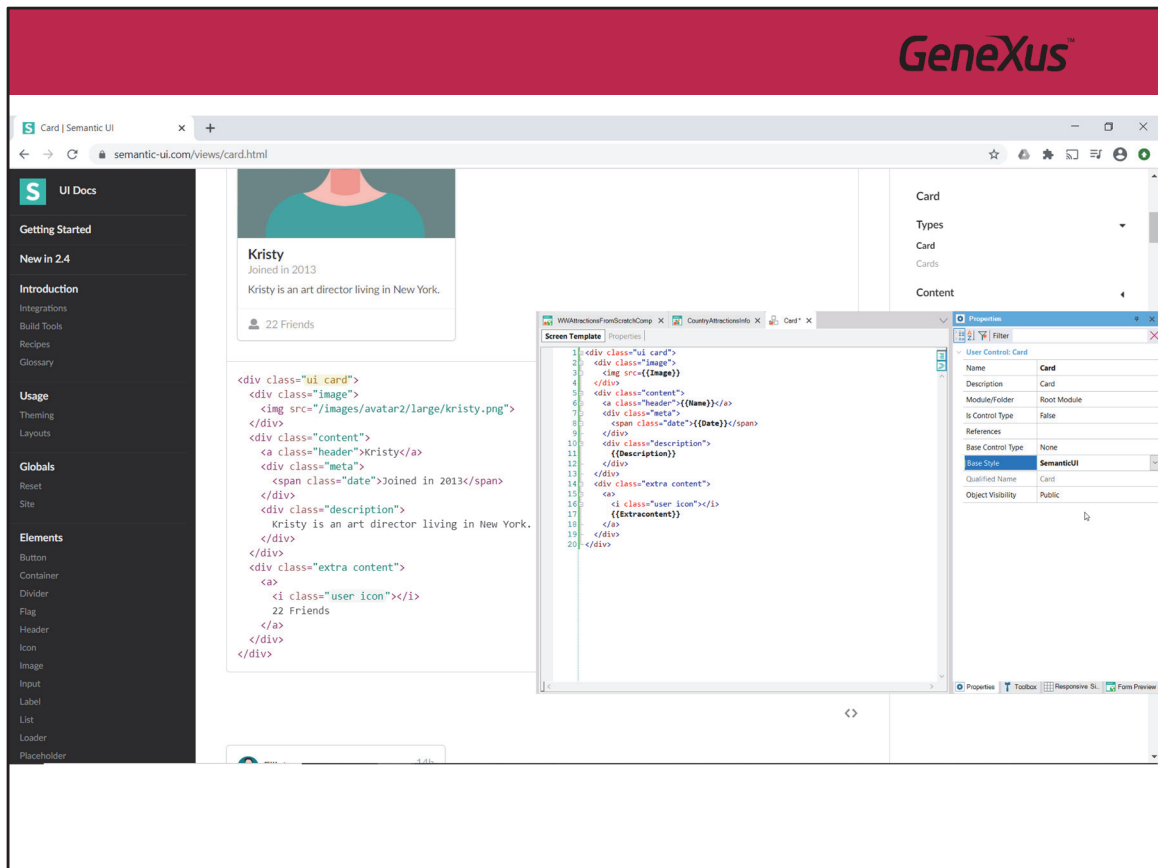 GeneXus™
Card | Semantic UI
semantic-ui.com/views/card.html
UI Docs
Getting Started
New in 2.4
Introduction
Integrations
Build Tools
Recipes
Glossary
Usage
Theming
Layouts
Globals
Reset
Site
Elements
Button
Container
Divider
Flag
Header
Icon
Image
Input
Label
List
Loader
Placeholder
Kristy
Joined in 2013
Kristy is an art director living in New York.
22 Friends
<div class="ui card">
<div class="image">
<img src="/images/avatar2/large/kristy.png">
</div>
<div class="content">
<a class="header">Kristy</a>
<div class="meta">
<span class="date">Joined in 2013</span>
</div>
<div class="description">
Kristy is an art director living in New York.
</div>
</div>
<div class="extra content">
<a>
<i class="user icon"></i>
22 Friends
</a>
</div>
</div>
14h
Card
Types
Card
Cards
Content
WWAttractionsFromScratchComp
CountryAttractionsInfo
Card*
Screen Template
Properties
1 <div class="ui card">
2 <div class="image">
3 <img src={{Image}}
4 </div>
5 <div class="content">
6 <a class="header">{{Name}}</a>
7 <div class="meta">
8 <span class="date">{{Date}}</span>
9 </div>
10 <div class="description">
11 {{Description}}
12 </div>
13 </div>
14 <div class="extra content">
15 <a>
16 <i class="user icon"></i>
17 {{Extracontent}}
18 </a>
19 </div>
20 </div>
Properties
Filter
User Control: Card
Name Card
Description Card
Module/Folder Root Module
Is Control Type False
References
Base Control Type None
Base Style SemanticUI
Qualified Name Card
Object Visibility Public
Properties
Toolbox
Responsive Si..
Form Preview